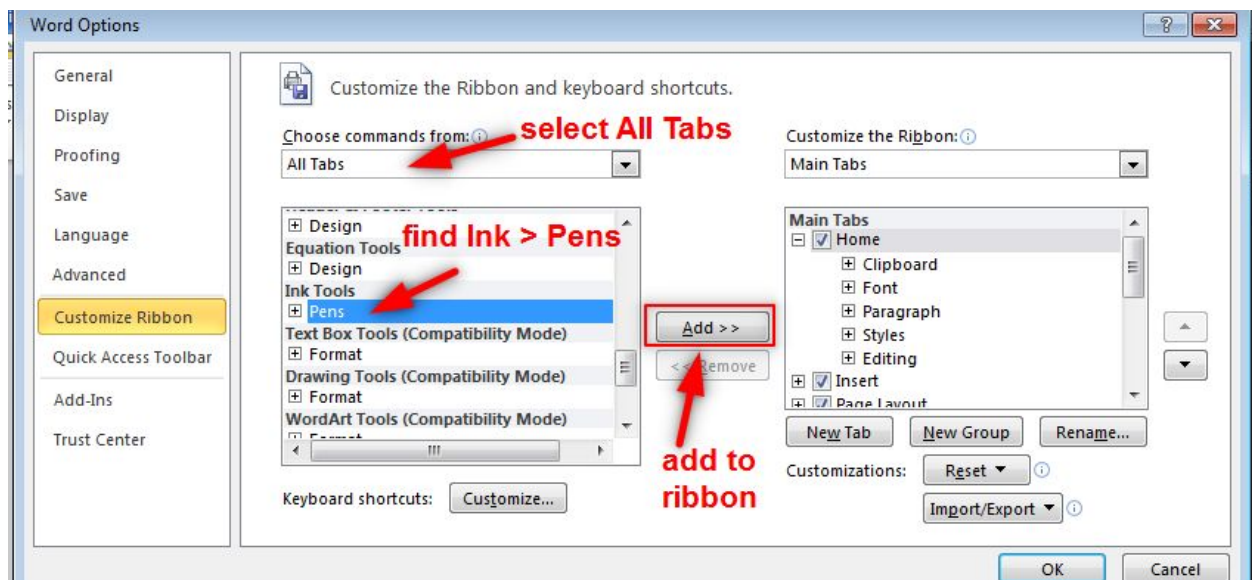 Word Options
General
Display
Proofing
Save
Language
Advanced
Customize Ribbon
Quick Access Toolbar
Add-Ins
Trust Center
Customize the Ribbon and keyboard shortcuts.
Choose commands from:
select All Tabs
All Tabs
Design
find Ink > Pens
Equation Tools
Design
Ink Tools
Pens
Text Box Tools (Compatibility Mode)
Format
Drawing Tools (Compatibility Mode)
Format
WordArt Tools (Compatibility Mode)
Format
Keyboard shortcuts: Customize...
Add >>
<< Remove
add to
ribbon
Customize the Ribbon:
Main Tabs
Main Tabs
Home
Clipboard
Font
Paragraph
Styles
Editing
Insert
Page Layout
New Tab New Group Rename...
Customizations: Reset
Import/Export
OK Cancel